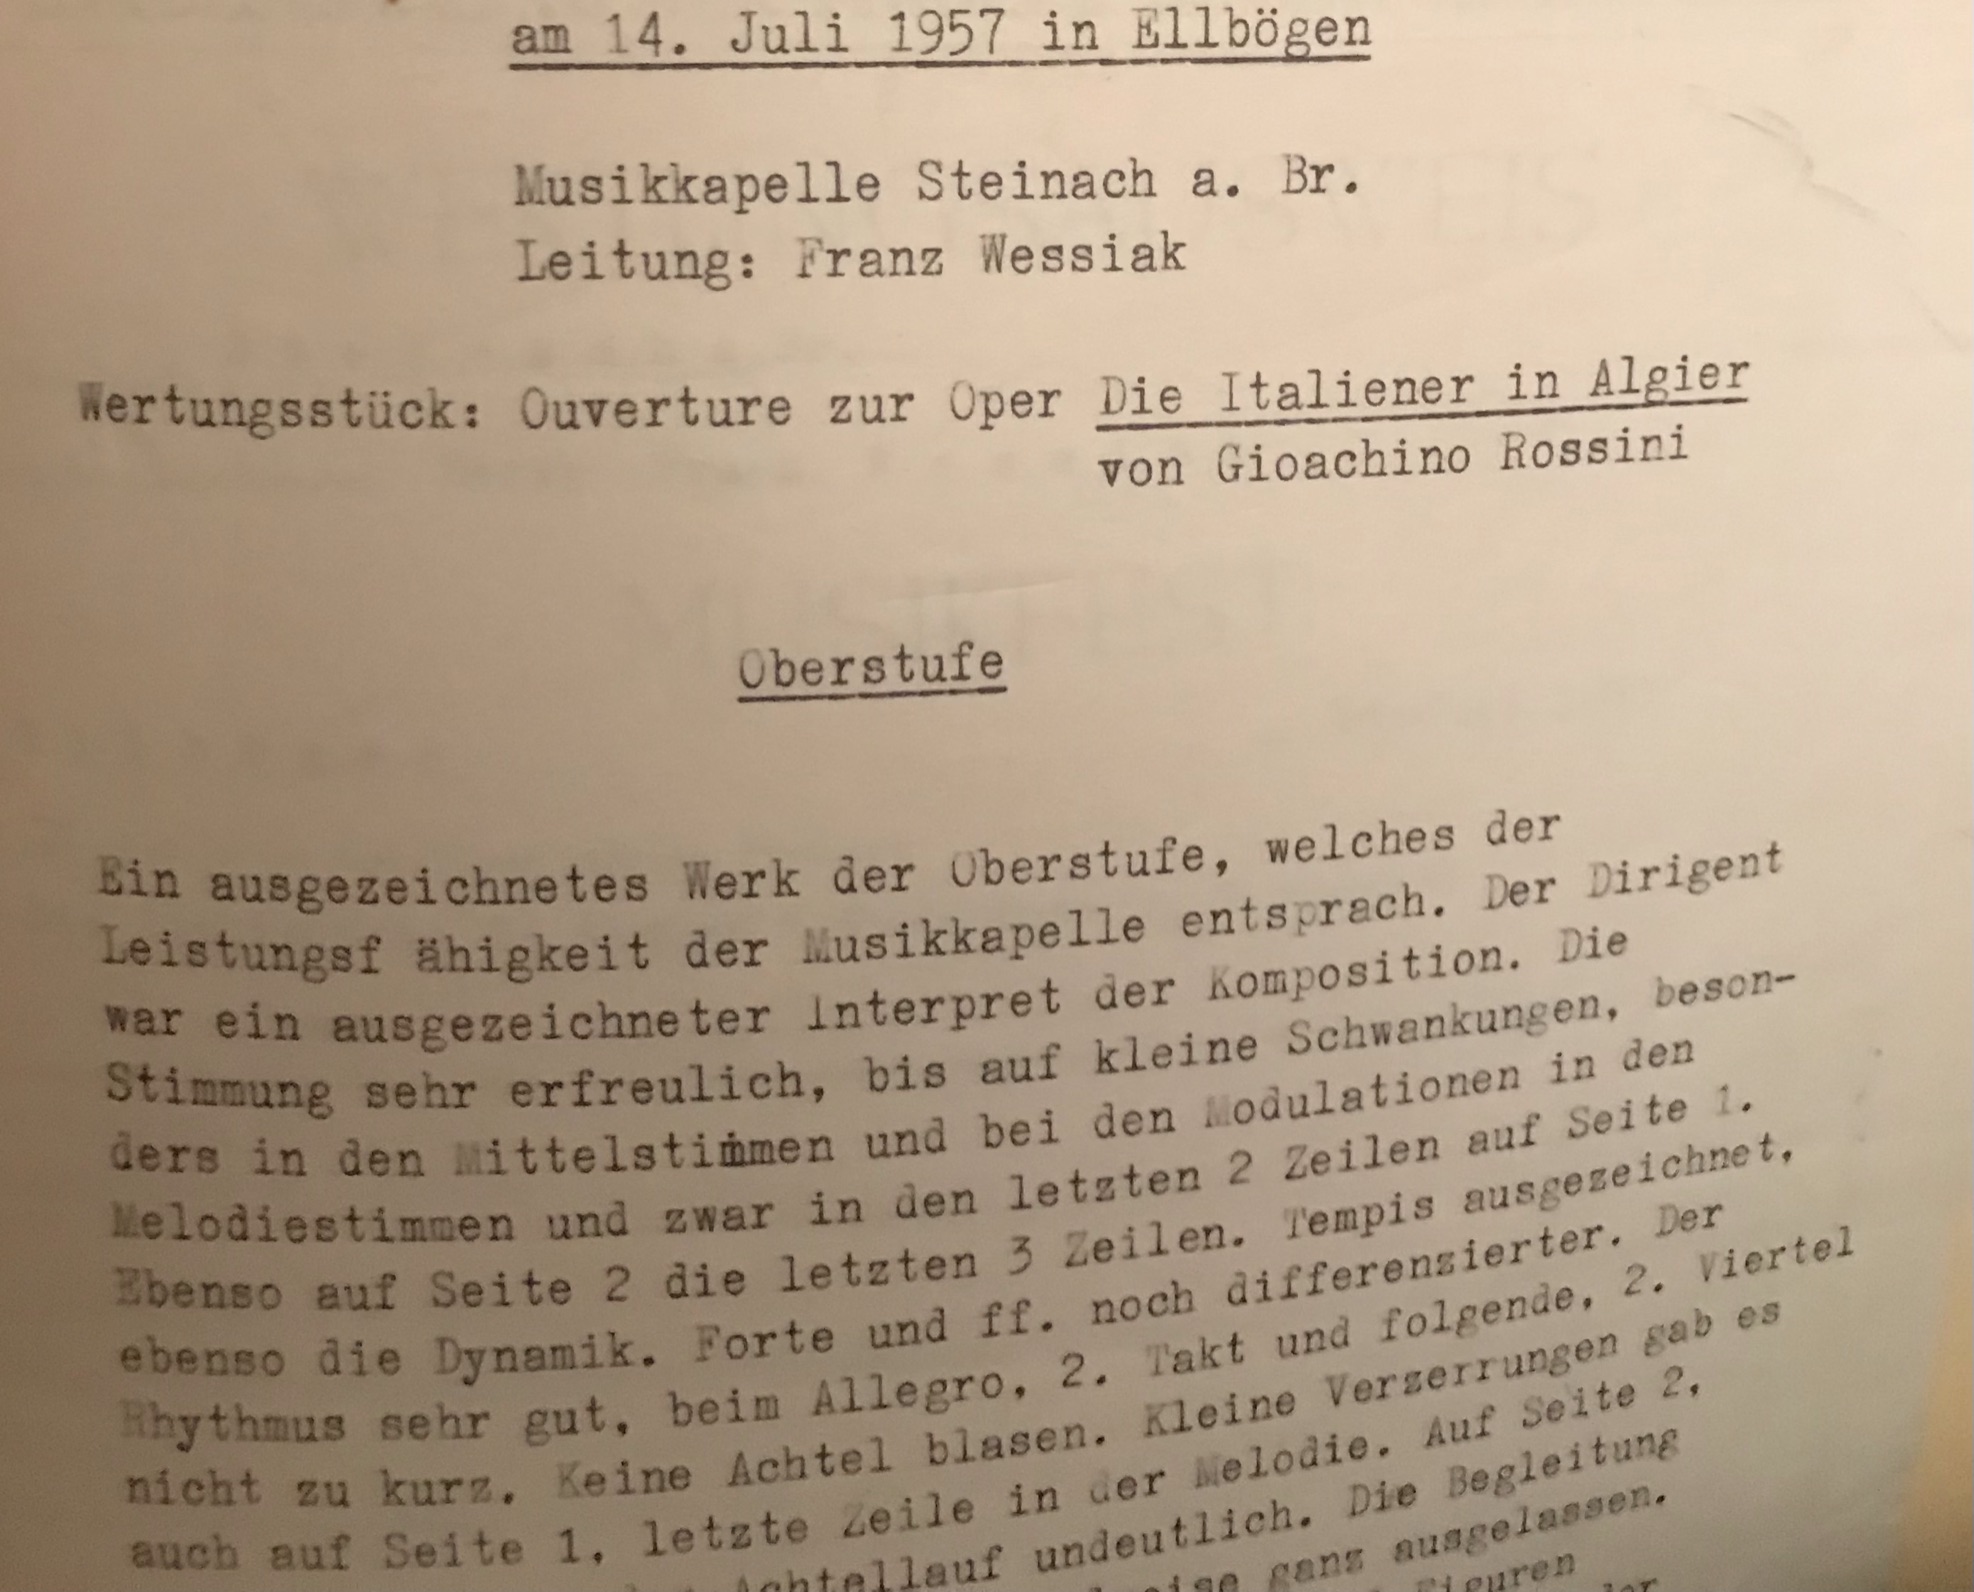 am 14. Juli 1957 in Ellbögen
Musikkapelle Steinach a. Br.
Leitung: Franz Wessiak
Wertungsstück: Ouverture zur Oper Die Italiener in Algier
von Gioachino Rossini
Oberstufe
Ein ausgezeichnetes Werk der Oberstufe, welches der
Leistungsf ähigkeit der Musikkapelle entsprach. Der Dirigent
war ein ausgezeichneter Interpret der Komposition. Die
Stimmung sehr erfreulich, bis auf kleine Schwankungen, beson-
ders in den Mittelstimmen und bei den Modulationen in den
Melodiestimmen und zwar in den letzten 2 Zeilen auf Seite 1.
Ebenso auf Seite 2 die letzten 3 Zeilen. Tempis ausgezeichnet,
ebenso die Dynamik. Forte und ff. noch differenzierter. Der
Rhythmus sehr gut, beim Allegro, 2. Takt und folgende, 2. Viertel
nicht zu kurz. Keine Achtel blasen. Kleine Verzerrungen gab es
auch auf Seite 1, letzte Zeile in der Melodie. Auf Seite 2,
Achtellauf undeutlich. Die Begleitung
ganz ausgelassen.
Figuren